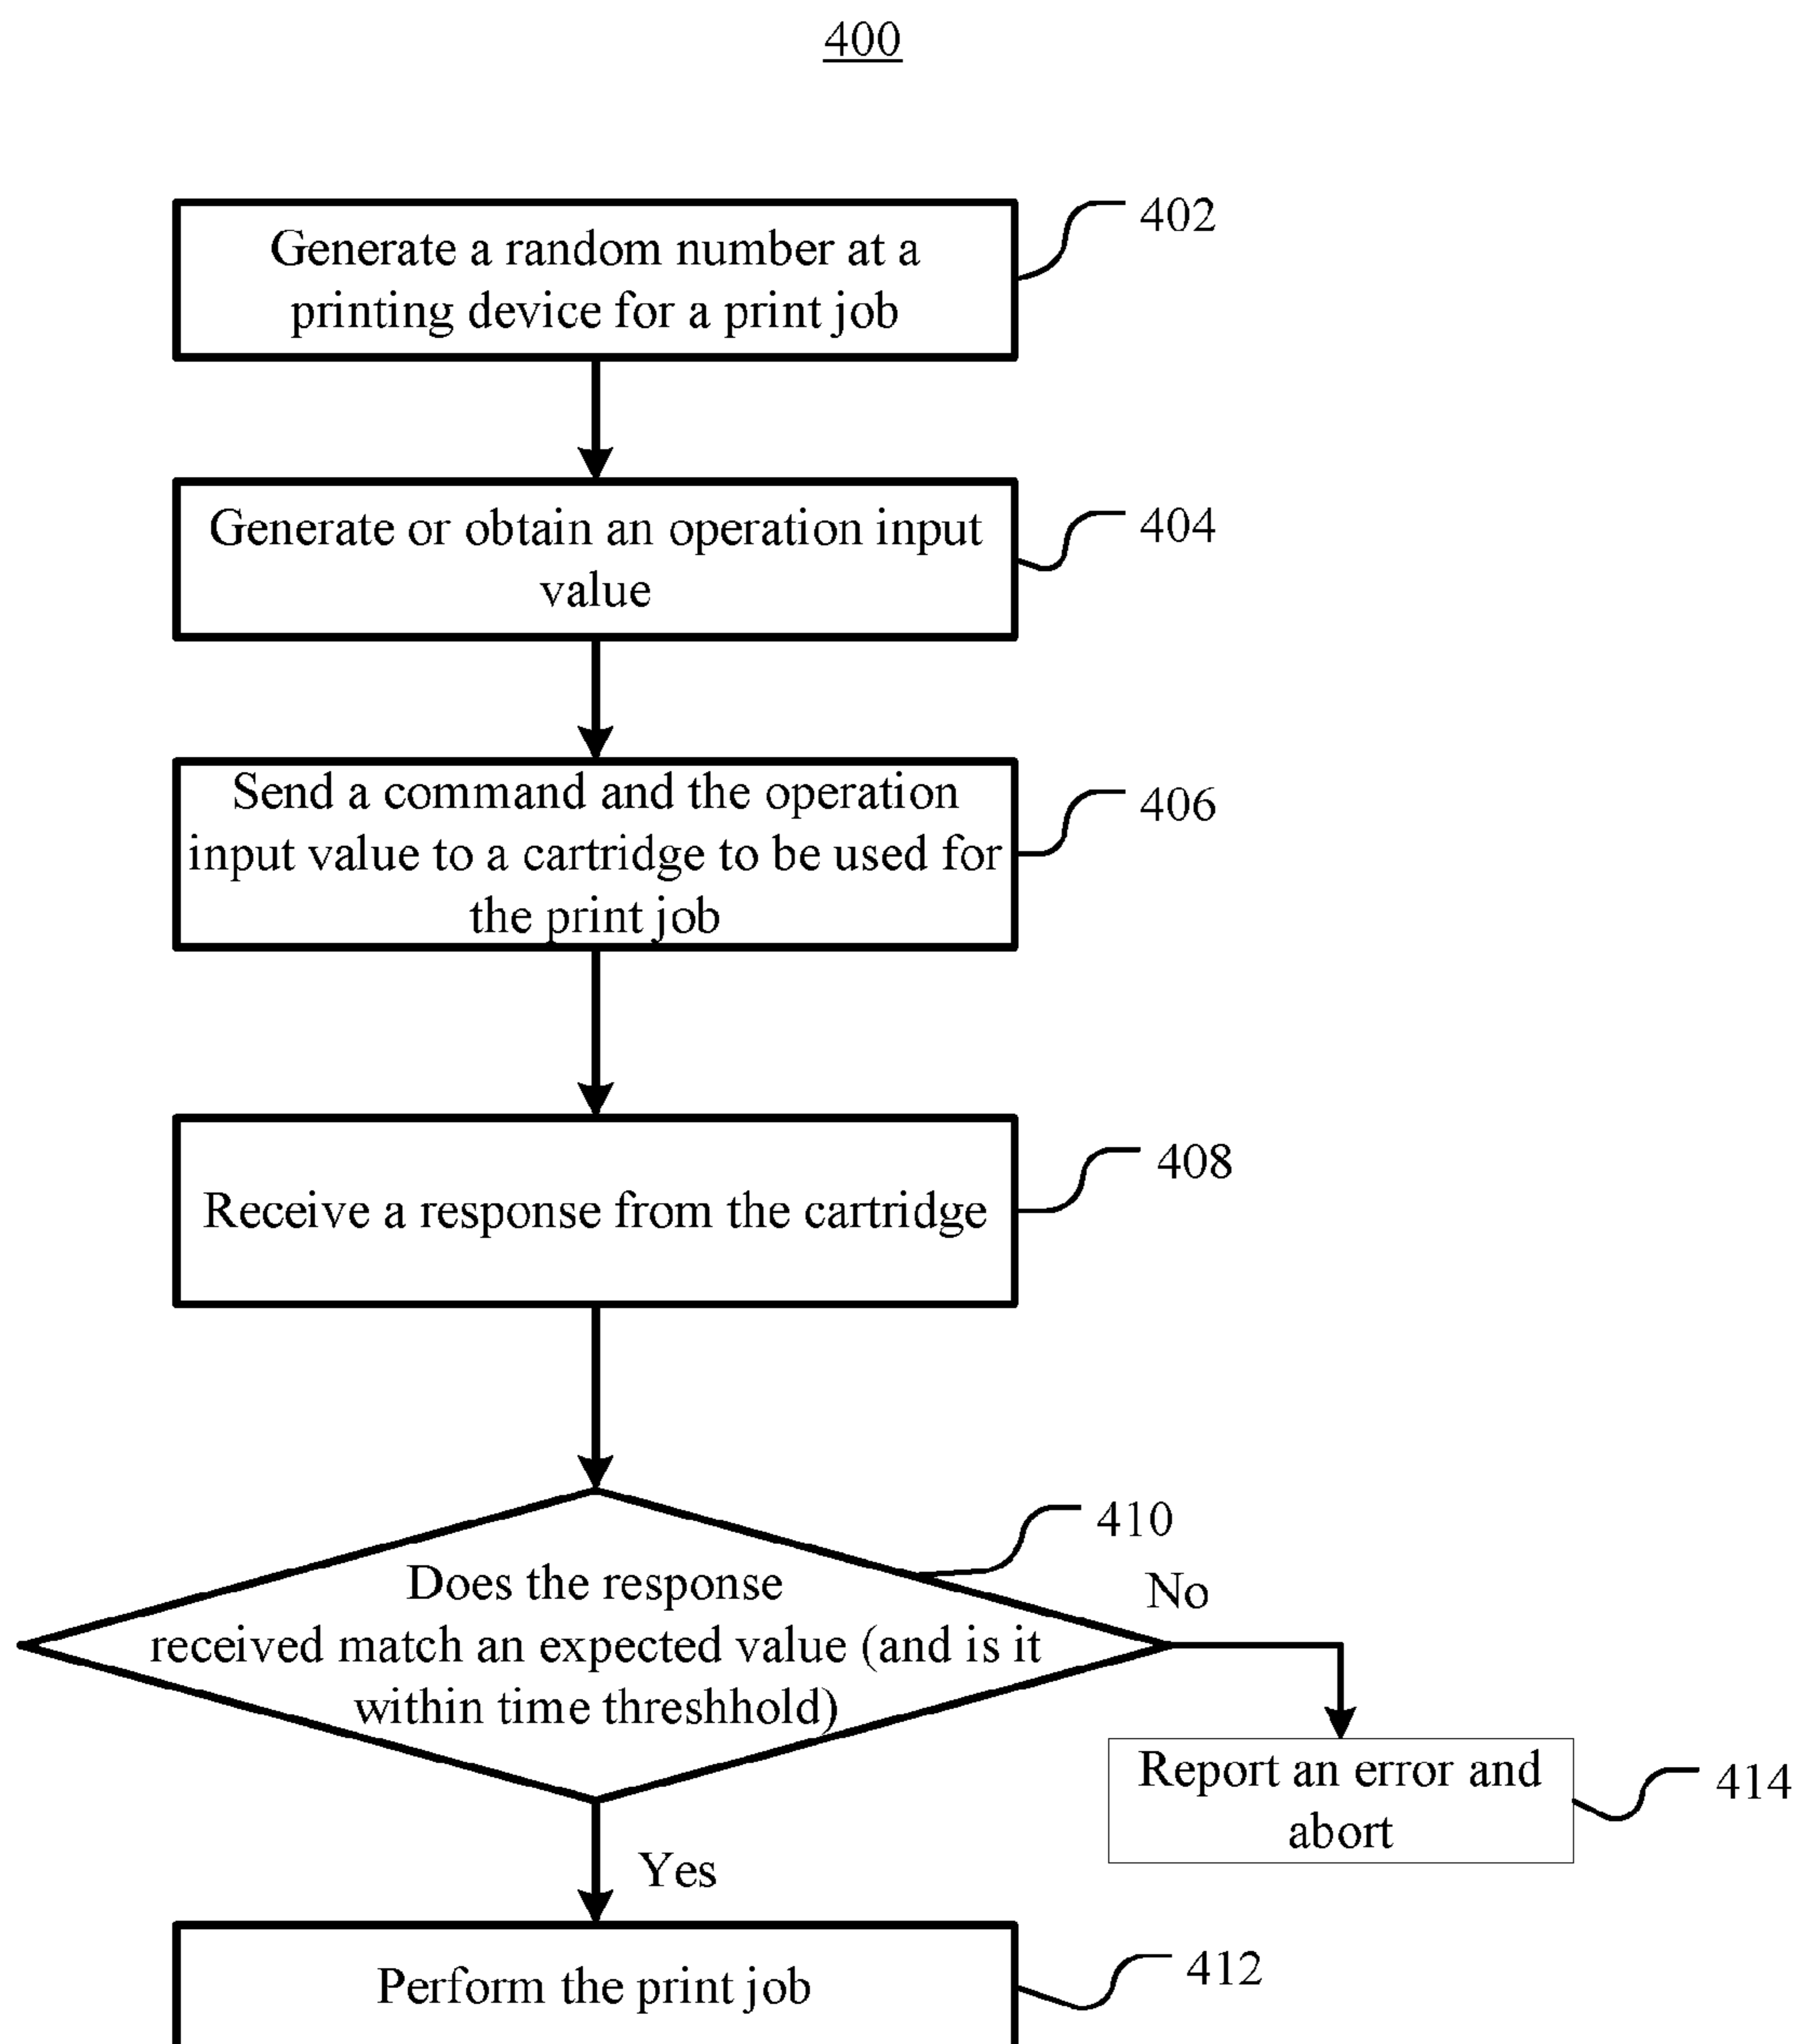 400
Generate a random number at a
printing device for a print job
402
Generate or obtain an operation input
value
404
Send a command and the operation
input value to a cartridge to be used for
the print job
406
Receive a response from the cartridge
408
Does the response
received match an expected value (and is it
within time threshhold)
410
No
Report an error and
abort
414
Yes
Perform the print job
412